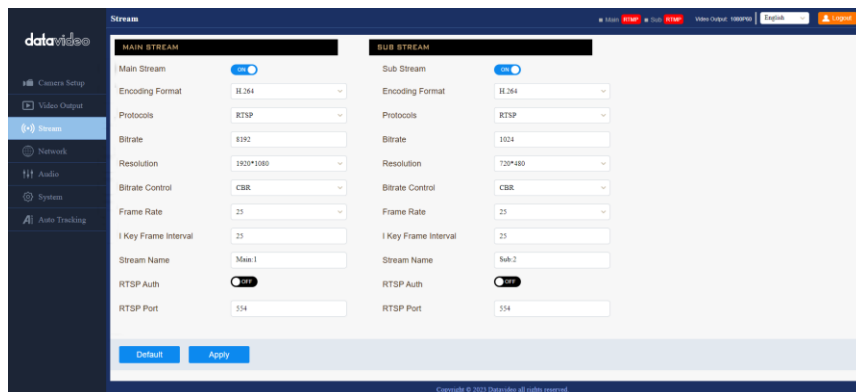 Stream
Main RTMP Sub RTMP Video Output: 1080P60 English Logout
datavideo
Camera Setup
Video Output
Stream
Network
Audio
System
Auto Tracking
MAIN STREAM
Main Stream ON
Encoding Format H.264
Protocols RTSP
Bitrate 8192
Resolution 1920*1080
Bitrate Control CBR
Frame Rate 25
I Key Frame Interval 25
Stream Name Main:1
RTSP Auth OFF
RTSP Port 554
SUB STREAM
Sub Stream ON
Encoding Format H.264
Protocols RTSP
Bitrate 1024
Resolution 720*480
Bitrate Control CBR
Frame Rate 25
I Key Frame Interval 25
Stream Name Sub:2
RTSP Auth OFF
RTSP Port 554
Default Apply
Copyright © 2023 Datavideo all rights reserved.